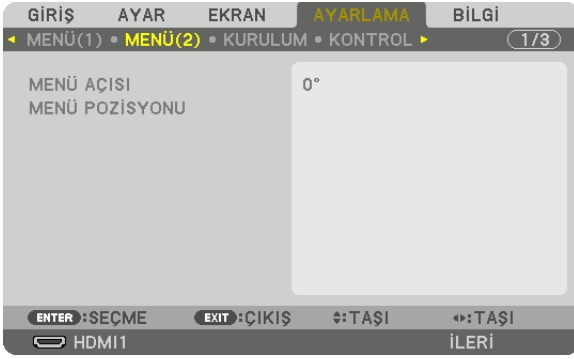 GİRİŞ AYAR EKRAN AYARLAMA BİLGİ
MENÜ(1) • MENÜ(2) • KURULUM • KONTROL 1/3
MENÜ AÇISI 0°
MENÜ POZİSYONU
ENTER :SEÇME EXIT :ÇIKIŞ :TAŞI :TAŞI
HDMI1 İLERİ